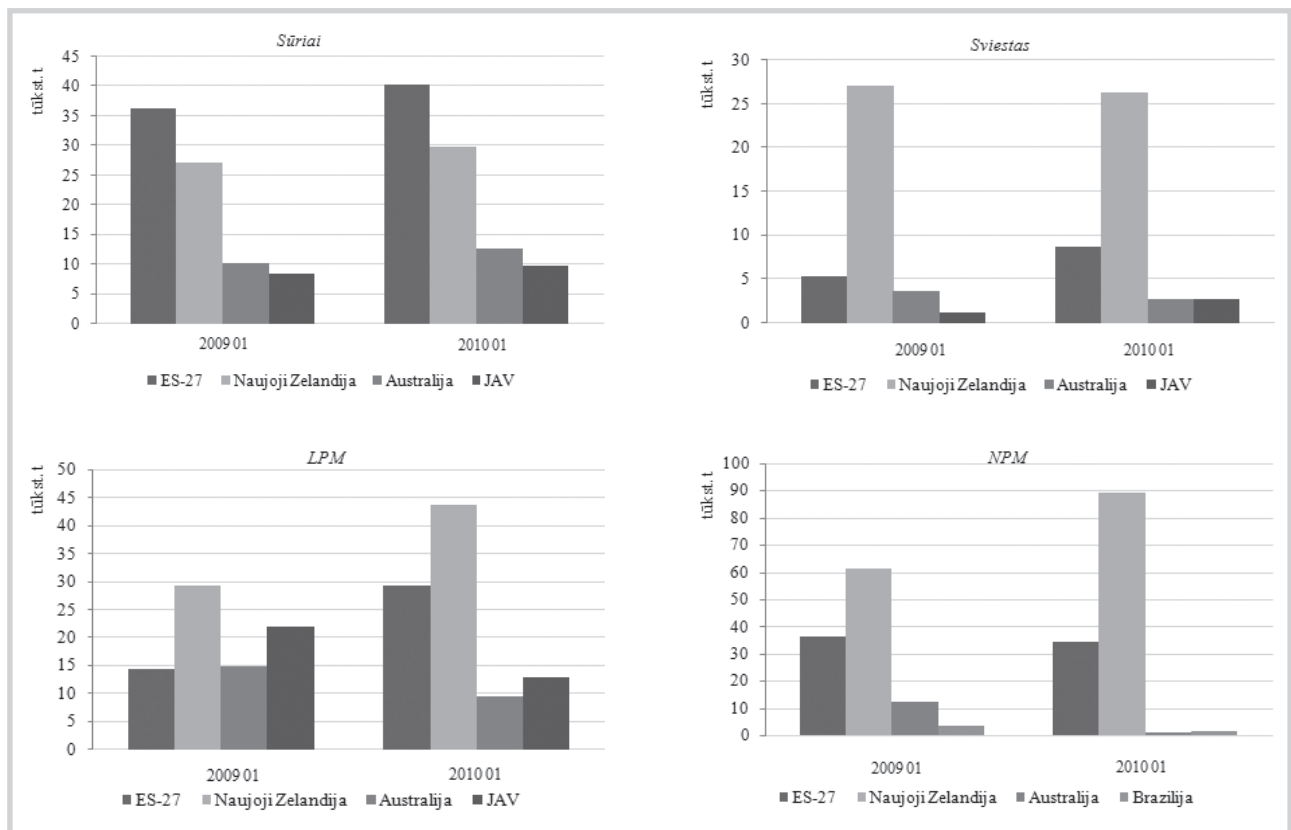 Sūriai
tūkst. t
45
40
35
30
25
20
15
10
5
0
2009 01 2010 01
ES-27 Naujoji Zelandija Australija JAV
Sviestas
tūkst. t
30
25
20
15
10
5
0
2009 01 2010 01
ES-27 Naujoji Zelandija Australija JAV
LPM
tūkst. t
50
45
40
35
30
25
20
15
10
5
0
2009 01 2010 01
ES-27 Naujoji Zelandija Australija JAV
NPM
tūkst. t
100
90
80
70
60
50
40
30
20
10
0
2009 01 2010 01
ES-27 Naujoji Zelandija Australija Brazilija